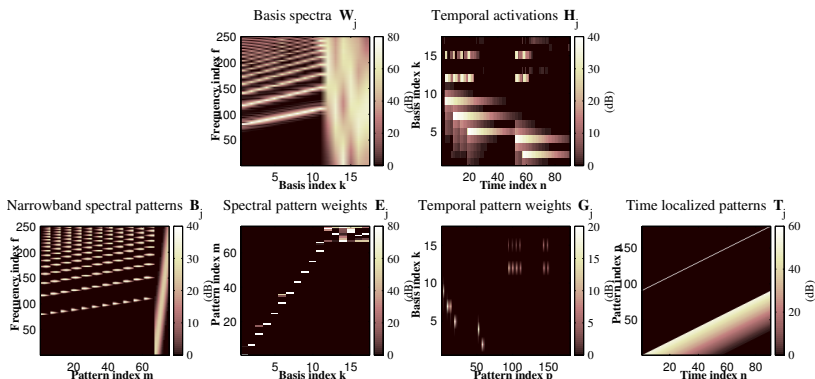 Basis spectra W_j
Frequency index f
250
200
150
100
50
5
10
15
Basis index k
80
60
40
20
0
(dB)
Temporal activations H_j
Basis index k
15
10
5
20
40
60
80
Time index n
40
30
20
10
0
(dB)
Narrowband spectral patterns B_j
Frequency index f
250
200
150
100
50
20
40
60
Pattern index m
40
30
20
10
0
(dB)
Spectral pattern weights E_j
Pattern index m
60
40
20
5
10
15
Basis index k
80
60
40
20
0
(dB)
Temporal pattern weights G_j
Basis index k
15
10
5
50
100
150
Pattern index p
20
15
10
5
0
(dB)
Time localized patterns T_j
Pattern index p
150
100
50
20
40
60
80
Time index n
60
40
20
0
(dB)